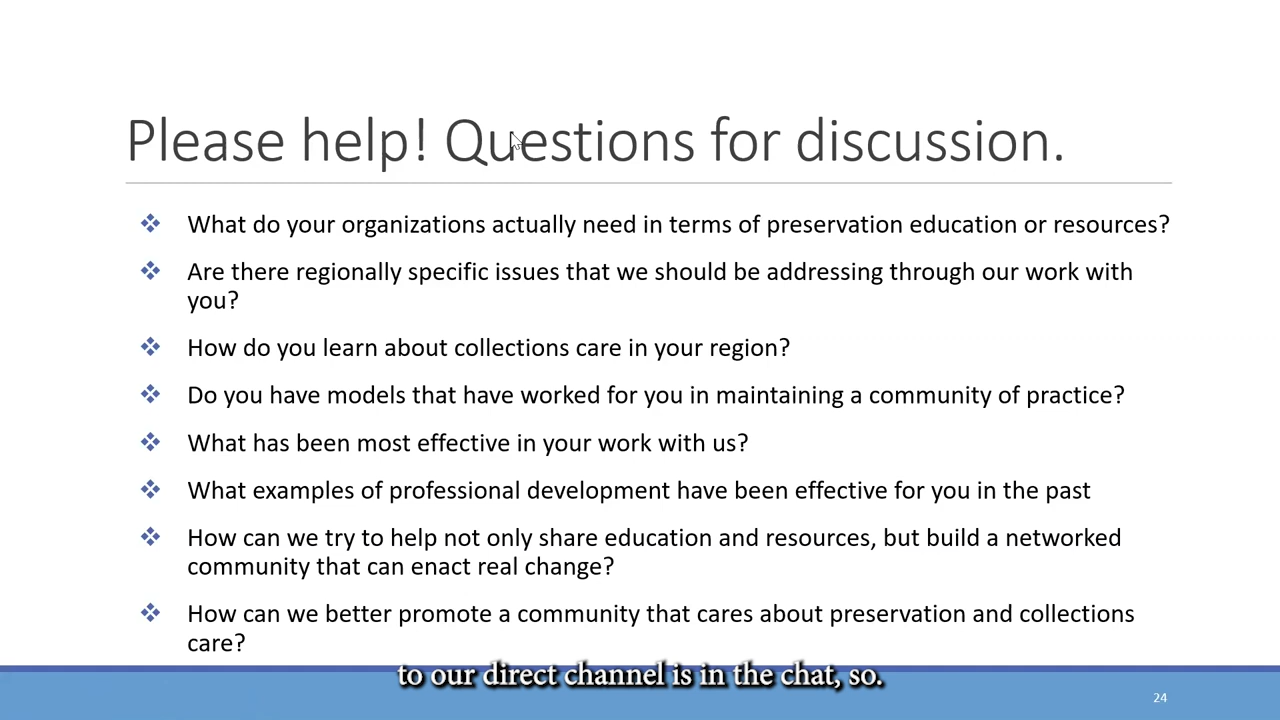 Please help! Questions for discussion.
❖ What do your organizations actually need in terms of preservation education or resources?
❖ Are there regionally specific issues that we should be addressing through our work with
you?
❖ How do you learn about collections care in your region?
❖ Do you have models that have worked for you in maintaining a community of practice?
❖ What has been most effective in your work with us?
❖ What examples of professional development have been effective for you in the past
❖ How can we try to help not only share education and resources, but build a networked
community that can enact real change?
❖ How can we better promote a community that cares about preservation and collections
care?
to our direct channel is in the chat, so.
24